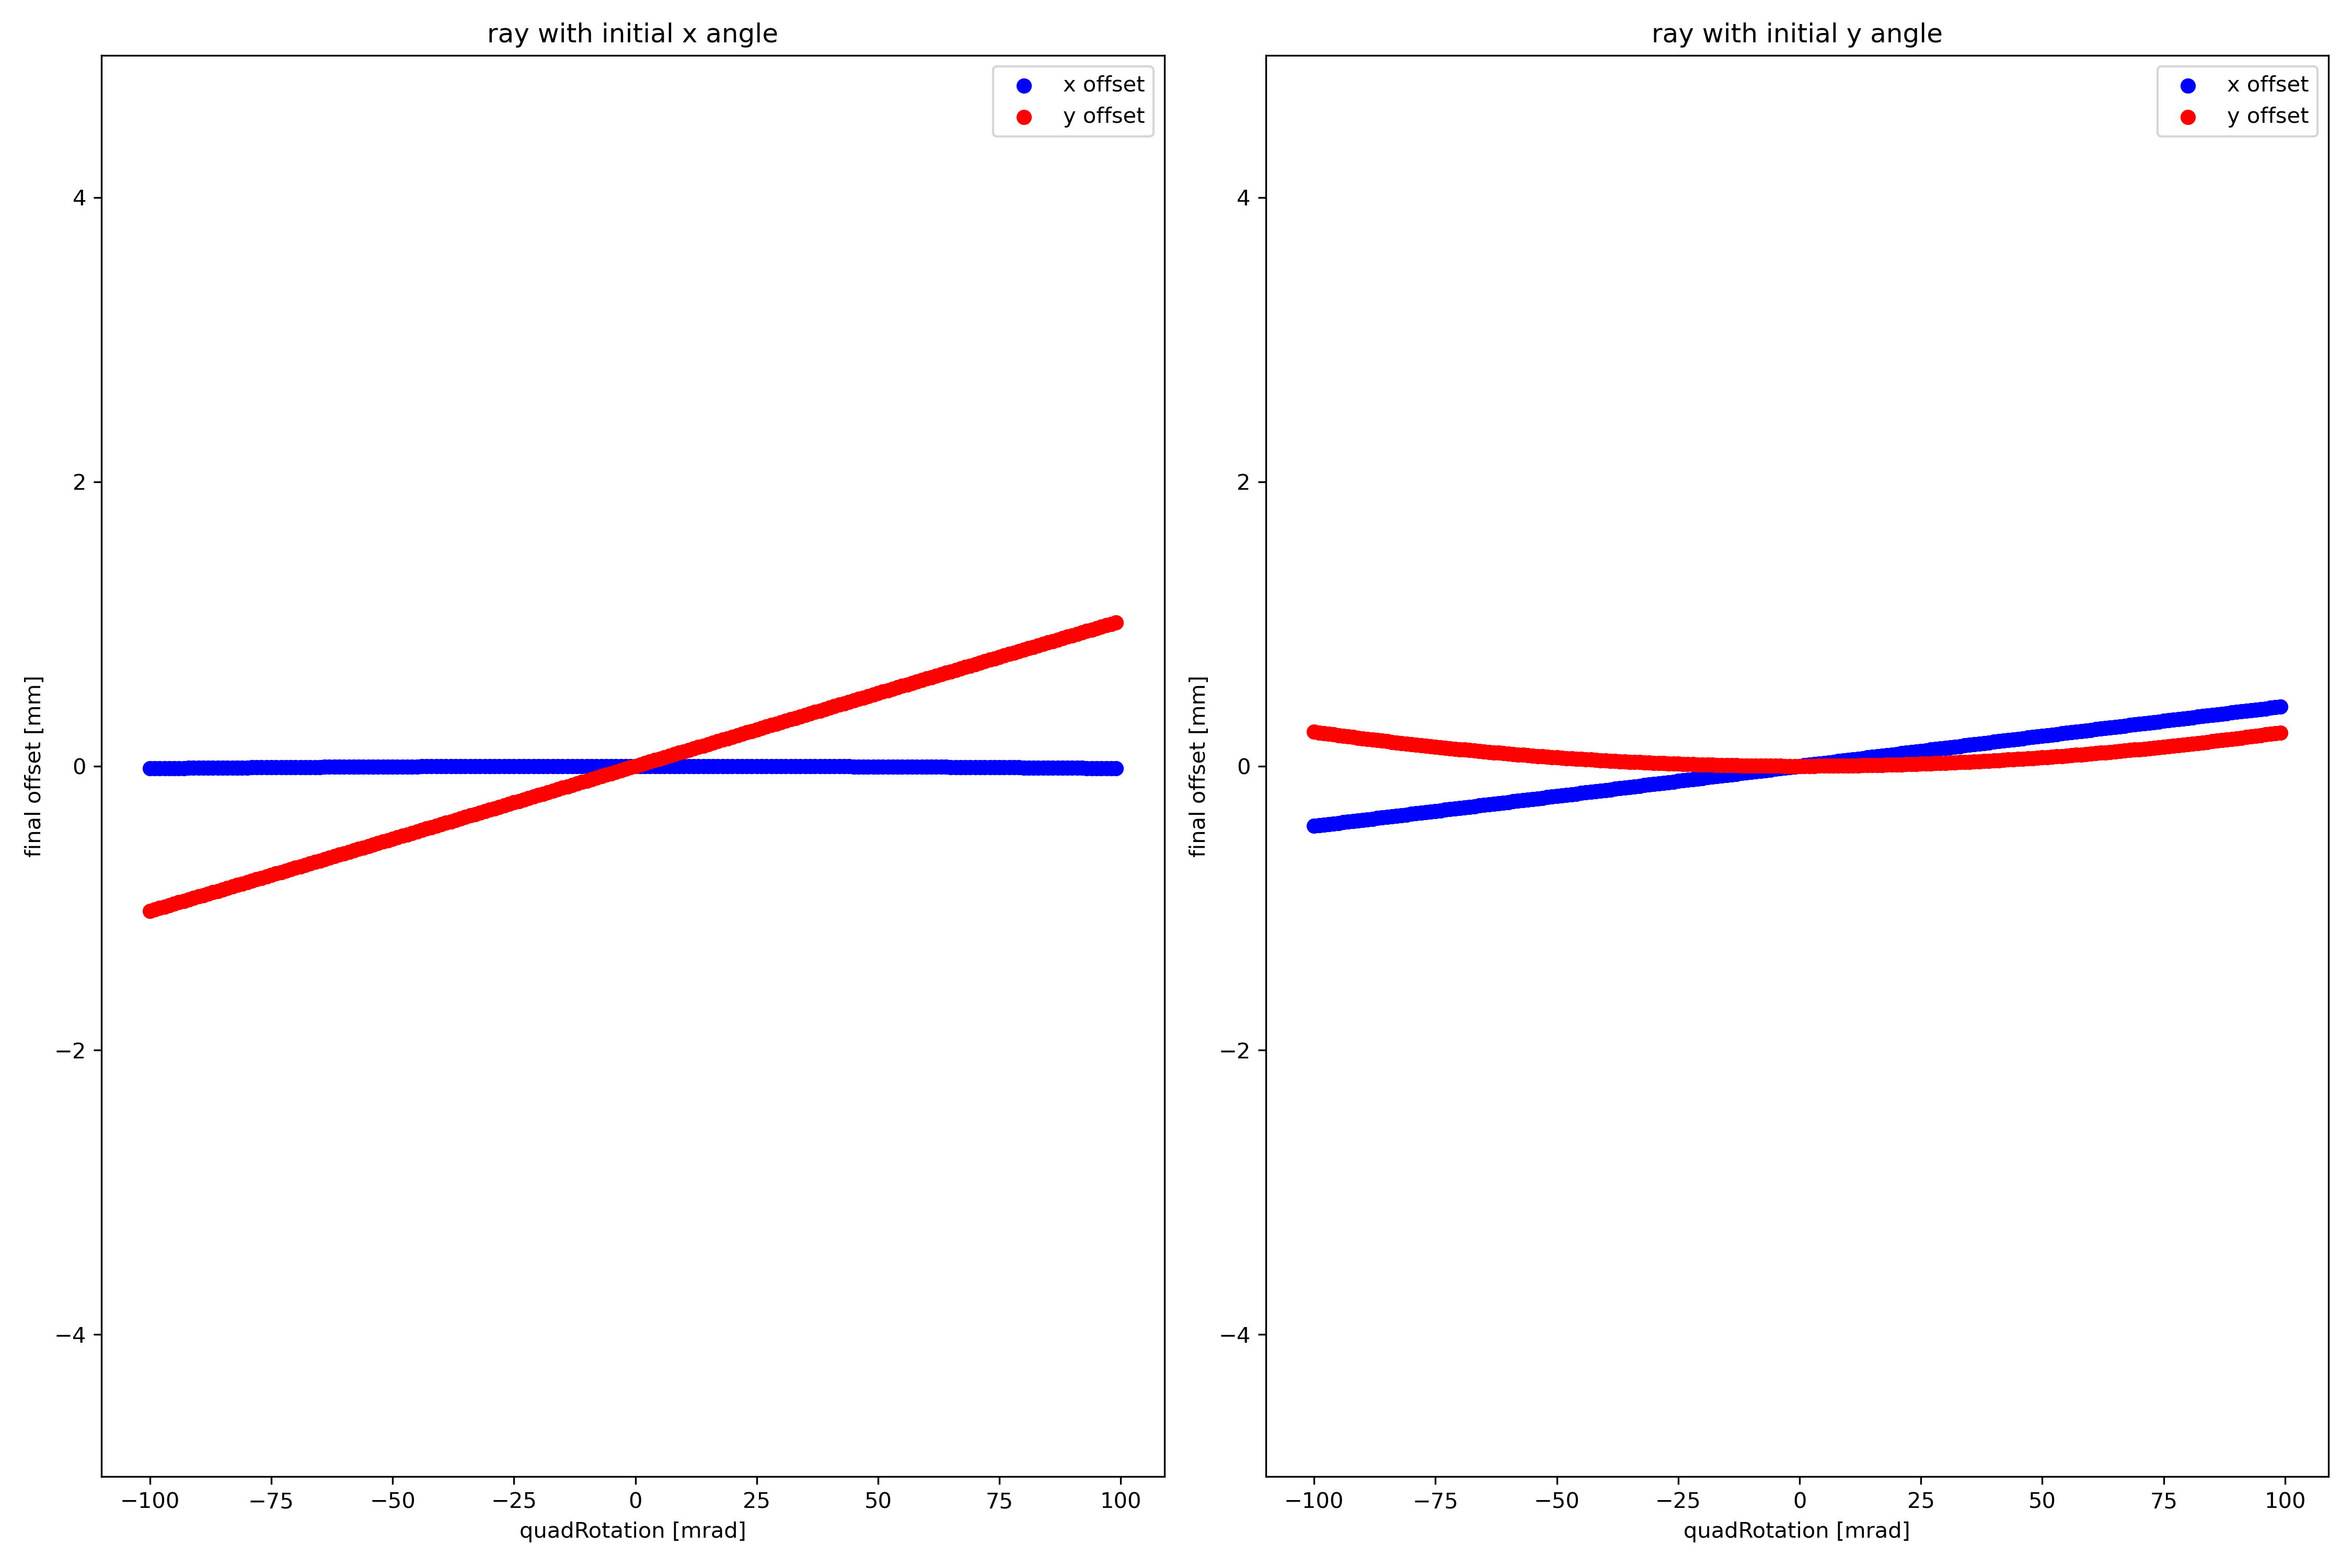 ray with initial x angle
x offset
y offset
4
2
0
−2
−4
final offset [mm]
−100 −75 −50 −25 0 25 50 75 100
quadRotation [mrad]
ray with initial y angle
x offset
y offset
4
2
0
−2
−4
final offset [mm]
−100 −75 −50 −25 0 25 50 75 100
quadRotation [mrad]